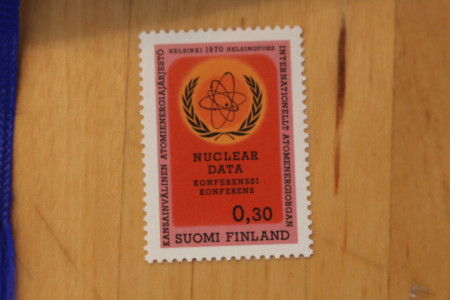 HELSINKI 1970 HELSINGFORS
KANSAINVÄLINEN ATOMIENERGIAJÄRJESTÖ
INTERNATIONELLT ATOMENERGIORGAN
NUCLEAR
DATA
KONFERENSSI
KONFERENS
0,30
SUOMI FINLAND